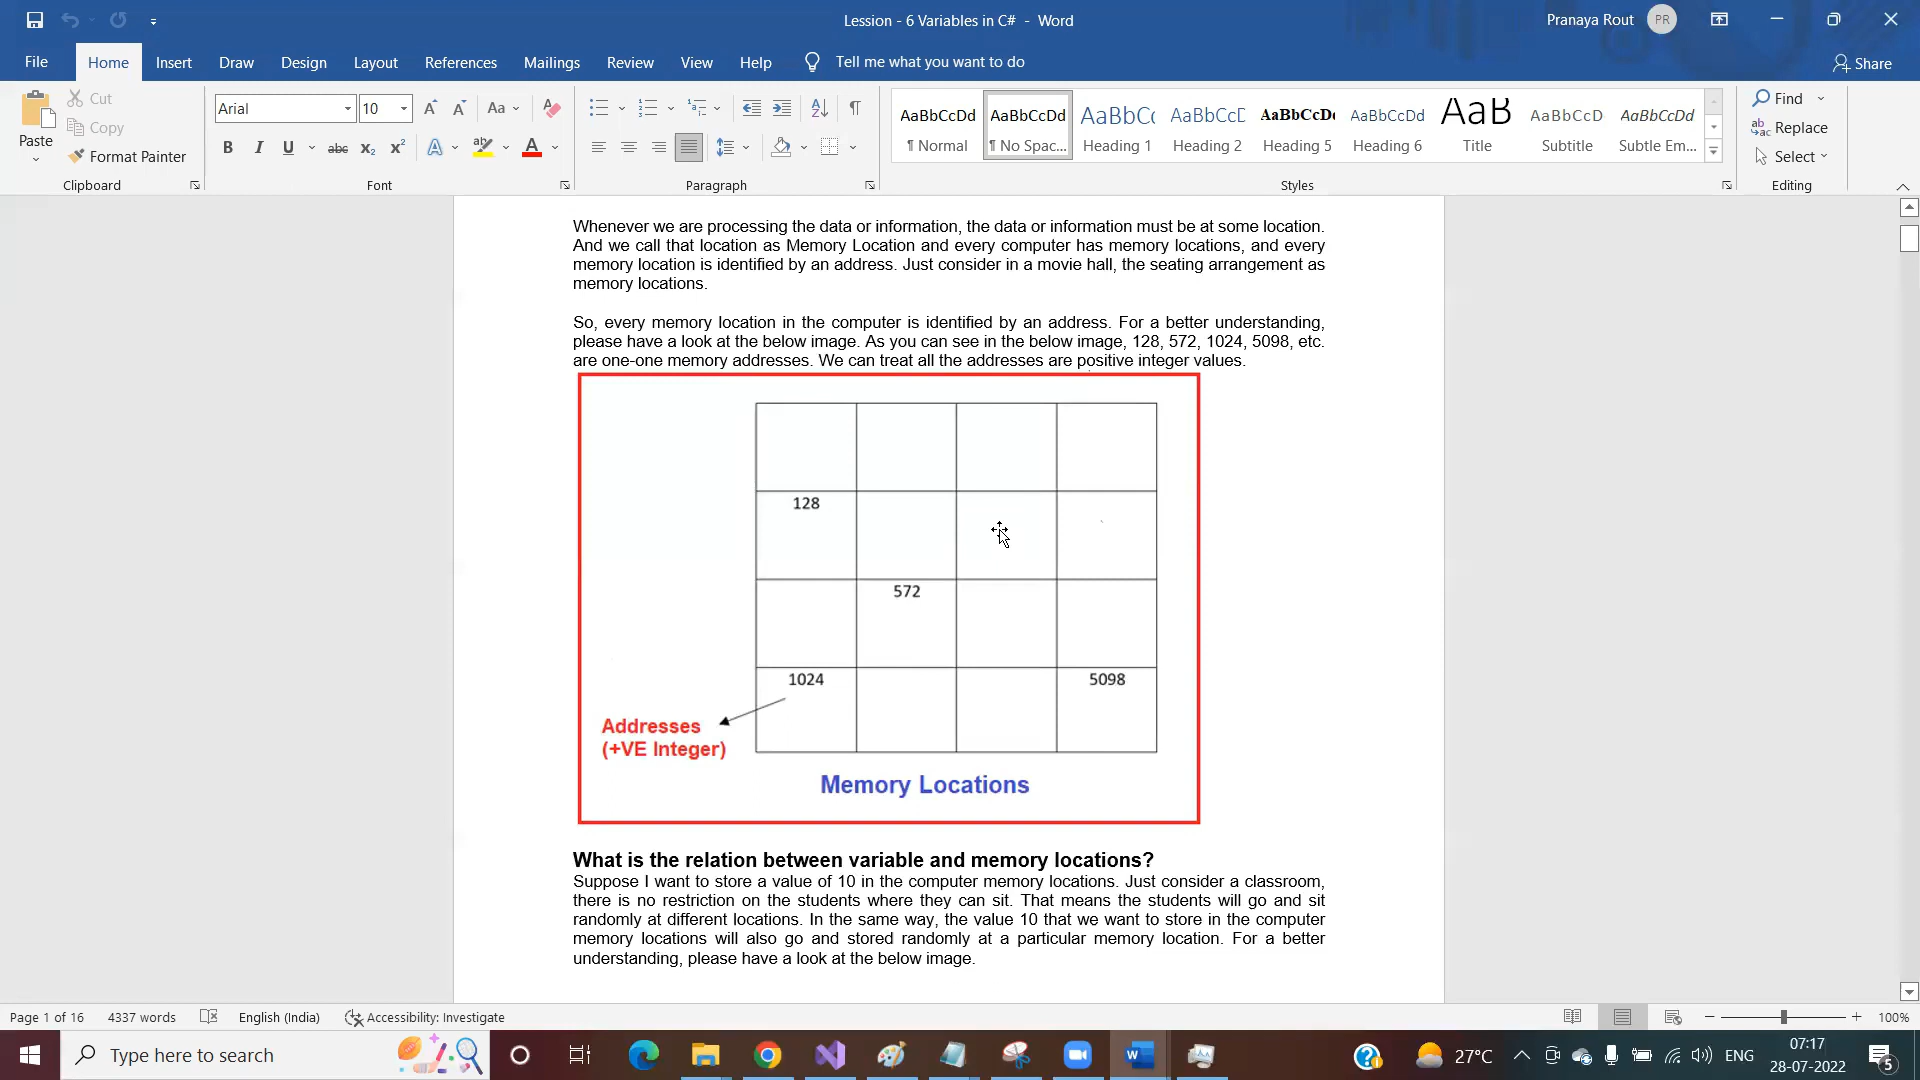 Lession - 6 Variables in C# - Word
Pranaya Rout
PR
File
Home
Insert
Draw
Design
Layout
References
Mailings
Review
View
Help
Tell me what you want to do
Share
Paste
Cut
Copy
Format Painter
Clipboard
Arial
10
Aa
B I U abc x₂ x² A ab A
Font
Paragraph
AaBbCcDd
¶ Normal
AaBbCcDd
¶ No Spac...
AaBbCc
Heading 1
AaBbCcD
Heading 2
AaBbCcDd
Heading 5
AaBbCcDd
Heading 6
AaB
Title
AaBbCcD
Subtitle
AaBbCcDd
Subtle Em...
Styles
Find
Replace
Select
Editing
Whenever we are processing the data or information, the data or information must be at some location.
And we call that location as Memory Location and every computer has memory locations, and every
memory location is identified by an address. Just consider in a movie hall, the seating arrangement as
memory locations.
So, every memory location in the computer is identified by an address. For a better understanding,
please have a look at the below image. As you can see in the below image, 128, 572, 1024, 5098, etc.
are one-one memory addresses. We can treat all the addresses are positive integer values.
128
572
1024
5098
Addresses
(+VE Integer)
Memory Locations
What is the relation between variable and memory locations?
Suppose I want to store a value of 10 in the computer memory locations. Just consider a classroom,
there is no restriction on the students where they can sit. That means the students will go and sit
randomly at different locations. In the same way, the value 10 that we want to store in the computer
memory locations will also go and stored randomly at a particular memory location. For a better
understanding, please have a look at the below image.
Page 1 of 16
4337 words
English (India)
Accessibility: Investigate
100%
Type here to search
27°C
ENG
07:17
28-07-2022
5